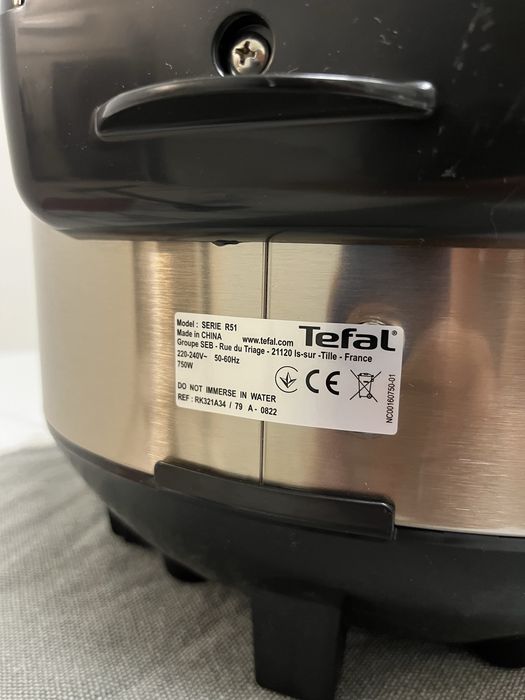 Model : SERIE R51
Made in CHINA www.tefal.com Tefal®
Groupe SEB - Rue du Triage - 21120 Is-sur -Tille - France
220-240V~ 50-60Hz
750W
CE
DO NOT IMMERSE IN WATER
REF : RK321A34 / 79 A - 0822
NC00160750-01